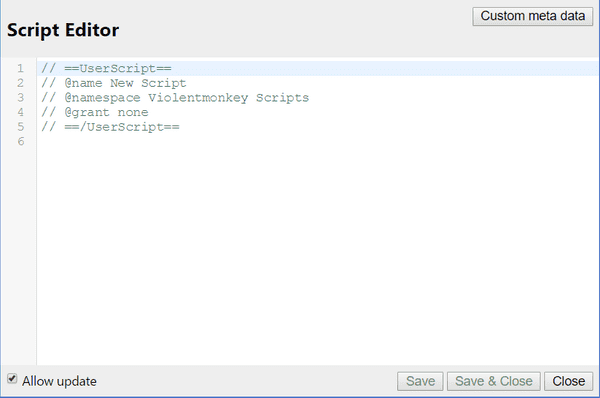 Custom meta data
Script Editor
1 // ==UserScript==
2 // @name New Script
3 // @namespace Violentmonkey Scripts
4 // @grant none
5 // ==/UserScript==
6
Allow update Save Save & Close Close